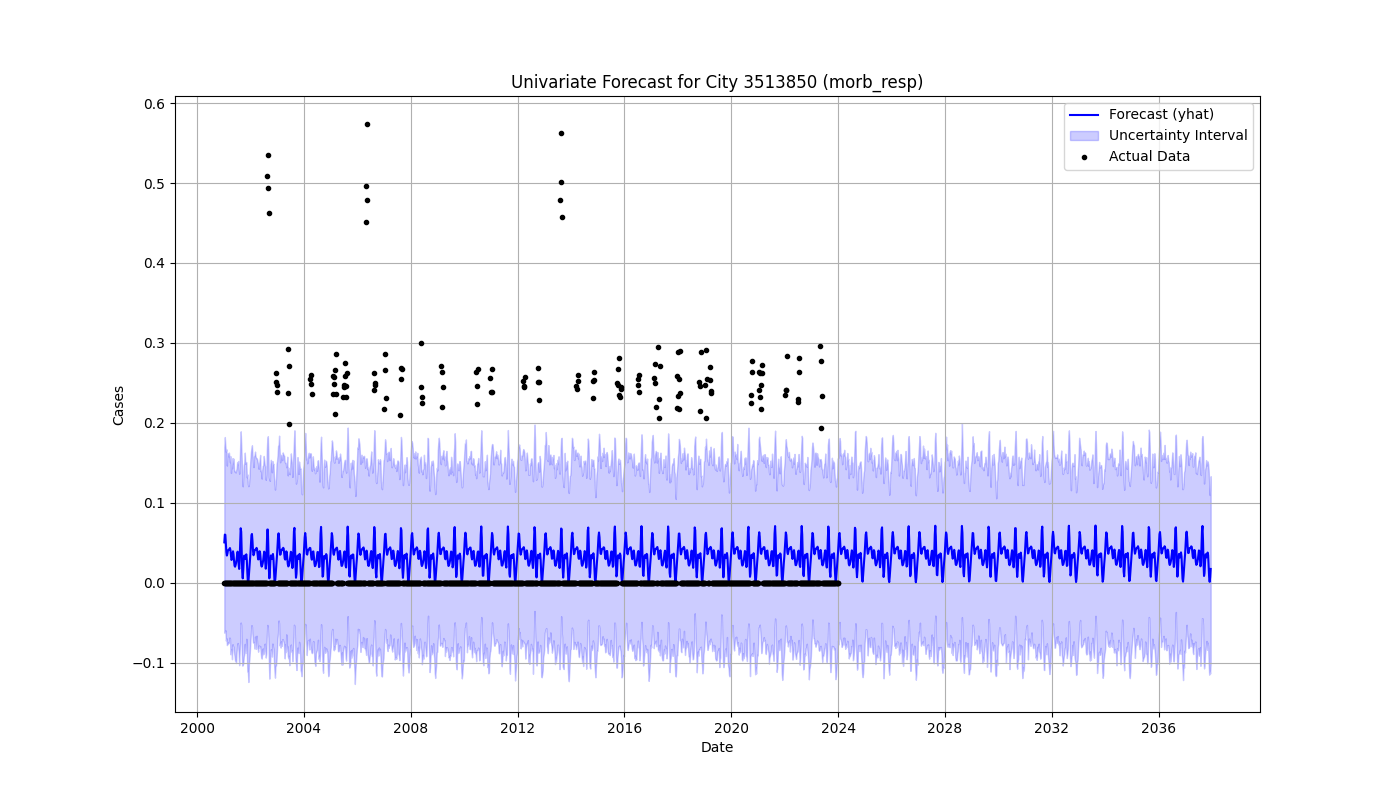 Univariate Forecast for City 3513850 (morb_resp)
Forecast (yhat)
Uncertainty Interval
Actual Data
Cases
0.6
0.5
0.4
0.3
0.2
0.1
0.0
−0.1
2000 2004 2008 2012 2016 2020 2024 2028 2032 2036
Date